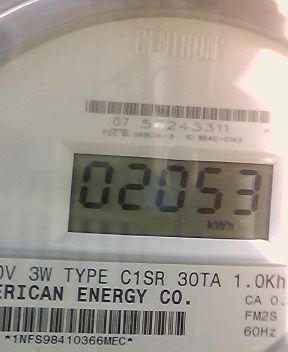 CENTRON
07 57245311
02053
kWh
0V 3W TYPE C1SR 30TA 1.0Kh
ERICAN ENERGY CO.
CA 0.
FM2S
60Hz
*1NFS98410366MEC*